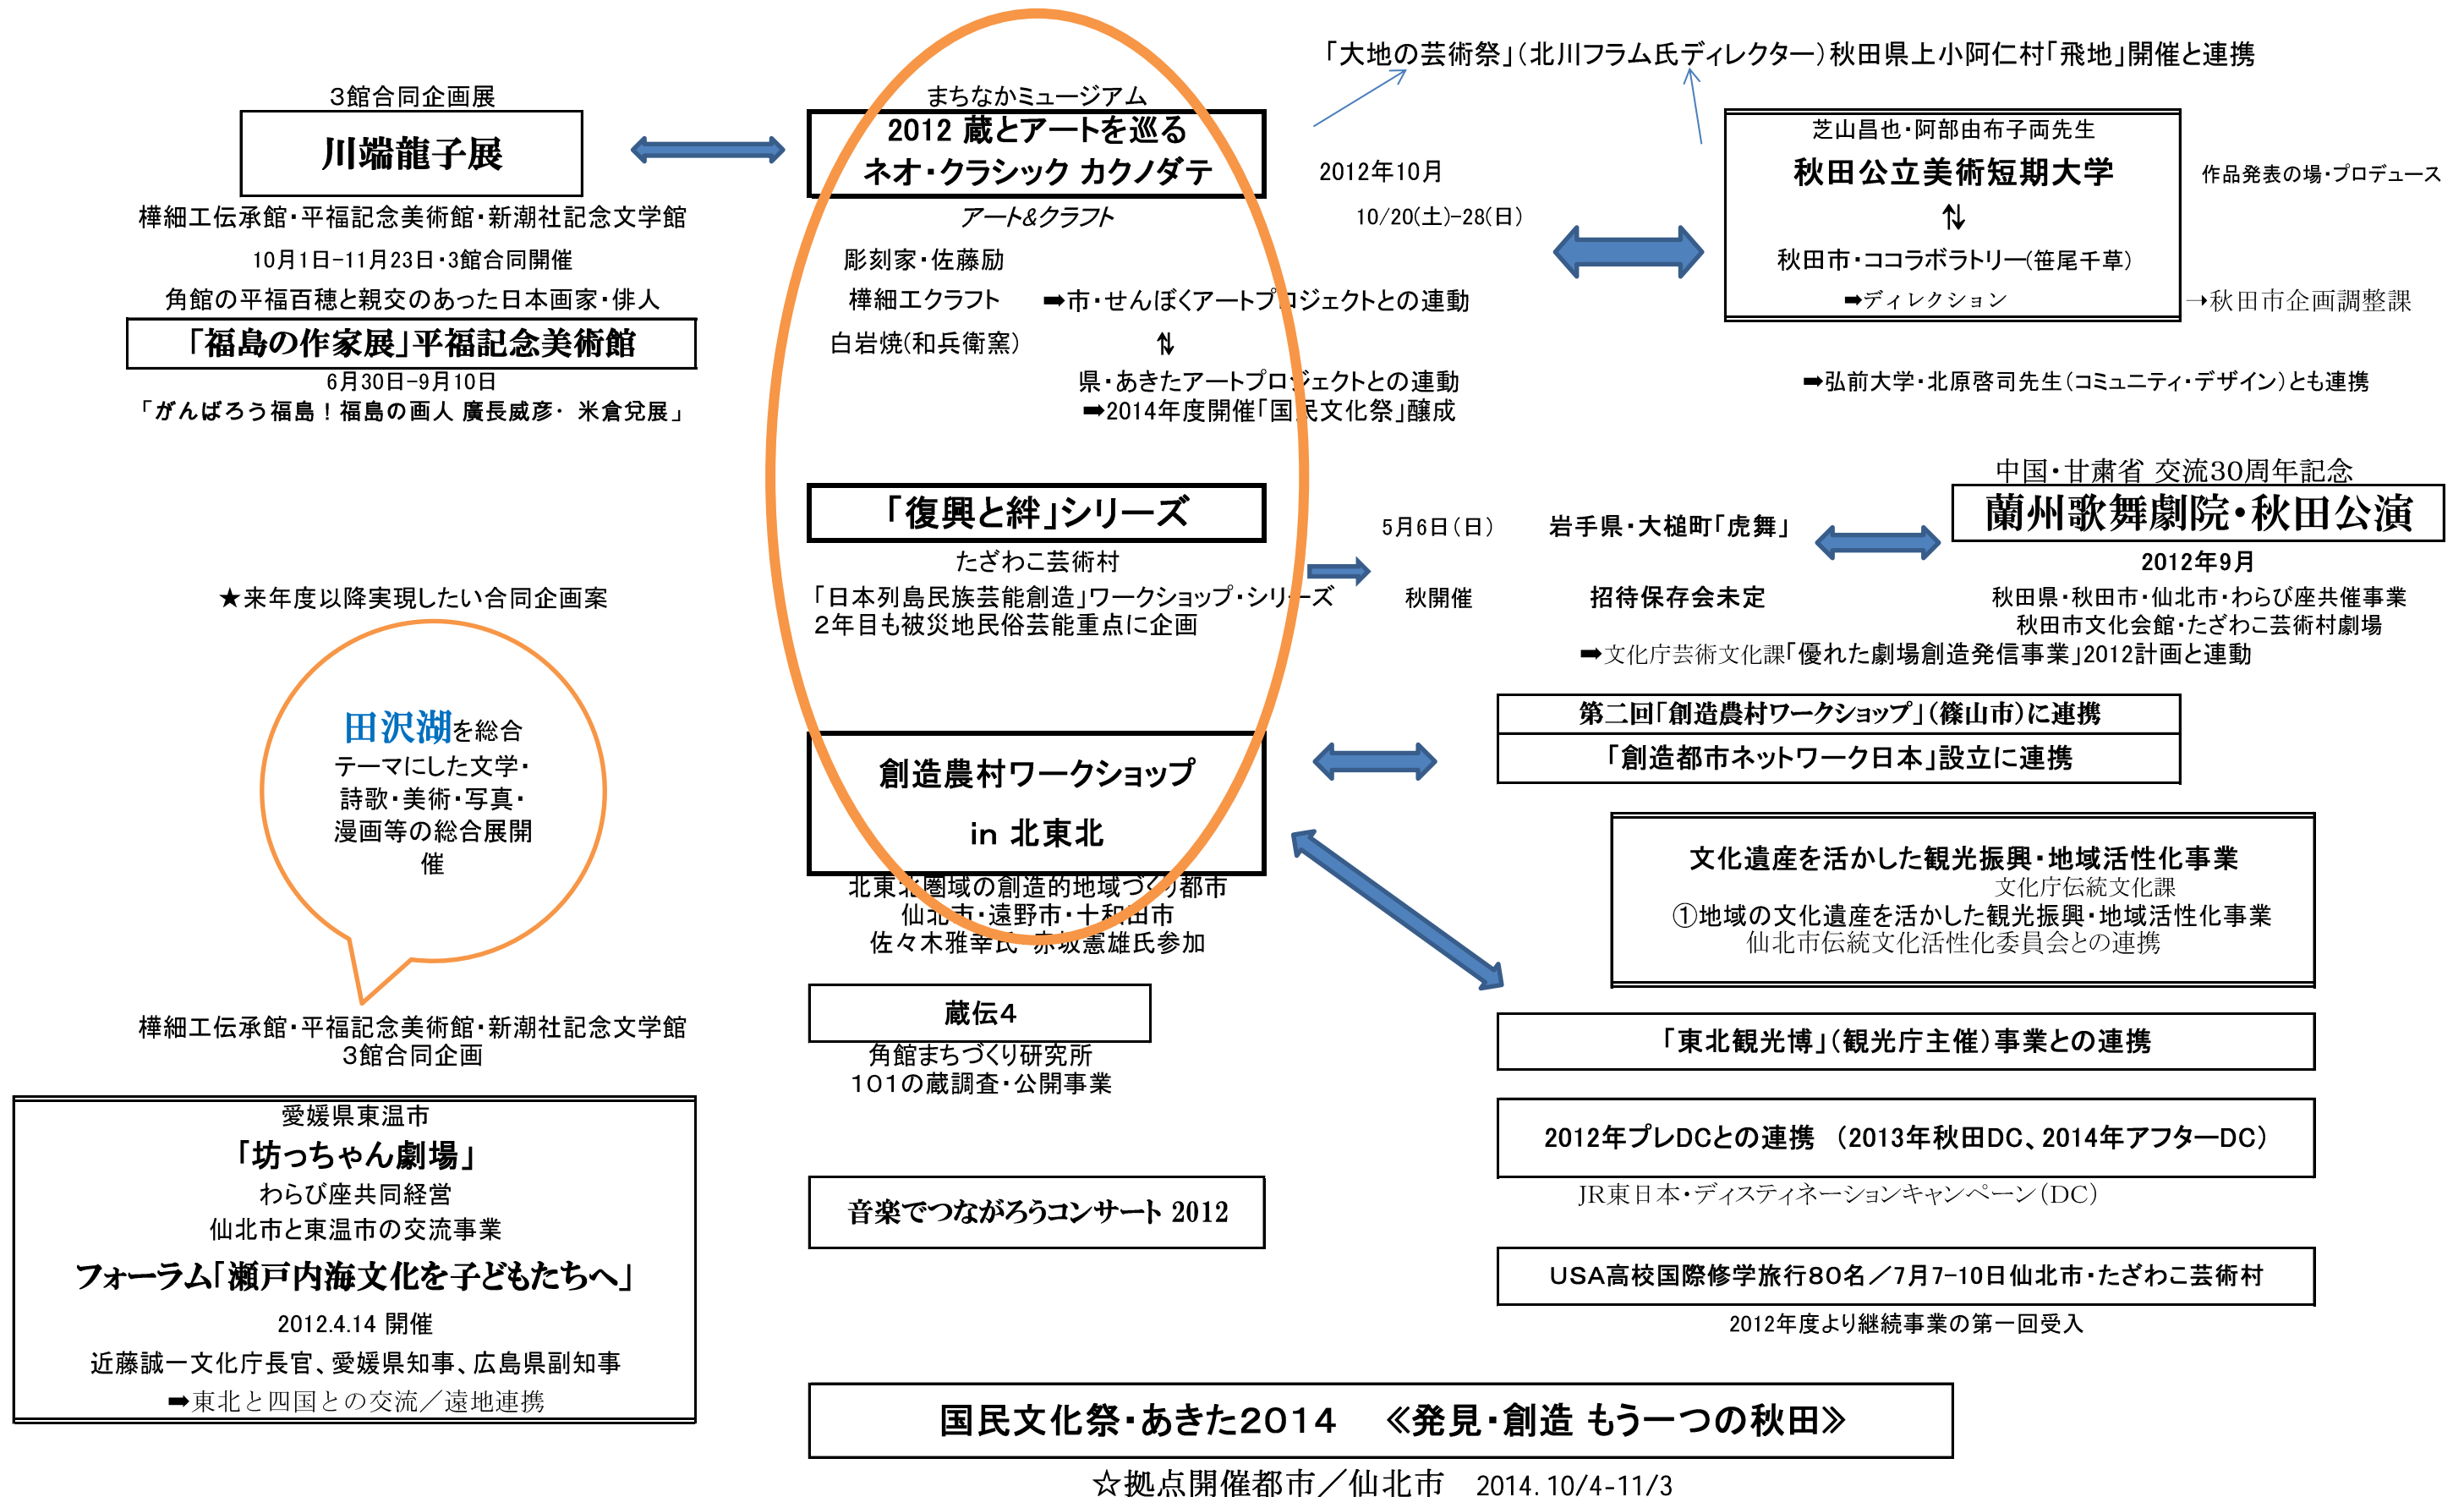 「大地の芸術祭」（北川フラム氏ディレクター）秋田県上小阿仁村「飛地」開催と連携
3館合同企画展
川端龍子展
樺細工伝承館・平福記念美術館・新潮社記念文学館
10月1日-11月23日・3館合同開催
角館の平福百穂と親交のあった日本画家・俳人
「福島の作家展」平福記念美術館
6月30日-9月10日
「がんばろう福島！福島の画人 廣長威彦・ 米倉兌展」
まちなかミュージアム
2012 蔵とアートを巡る
ネオ・クラシック カクノダテ
アート&クラフト
彫刻家・佐藤励
樺細工クラフト
白岩焼(和兵衛窯)
2012年10月
10/20(土)-28(日)
➡市・せんぼくアートプロジェクトとの連動
⇅
県・あきたアートプロジェクトとの連動
➡2014年度開催「国民文化祭」醸成
芝山昌也・阿部由布子両先生
秋田公立美術短期大学
⇅
秋田市・ココラボラトリー(笹尾千草)
➡ディレクション
作品発表の場・プロデュース
→秋田市企画調整課
➡弘前大学・北原啓司先生（コミュニティ・デザイン）とも連携
「復興と絆」シリーズ
たざわこ芸術村
「日本列島民族芸能創造」ワークショップ・シリーズ
2年目も被災地民俗芸能重点に企画
5月6日（日）
岩手県・大槌町「虎舞」
秋開催
招待保存会未定
中国・甘粛省 交流30周年記念
蘭州歌舞劇院・秋田公演
2012年9月
秋田県・秋田市・仙北市・わらび座共催事業
秋田市文化会館・たざわこ芸術村劇場
➡文化庁芸術文化課「優れた劇場創造発信事業」2012計画と連動
★来年度以降実現したい合同企画案
田沢湖を総合
テーマにした文学・
詩歌・美術・写真・
漫画等の総合展開
催
樺細工伝承館・平福記念美術館・新潮社記念文学館
3館合同企画
創造農村ワークショップ
in 北東北
北東北圏域の創造的地域づくり都市
仙北市・遠野市・十和田市
佐々木雅幸氏・赤坂憲雄氏参加
第二回「創造農村ワークショップ」（篠山市）に連携
「創造都市ネットワーク日本」設立に連携
文化遺産を活かした観光振興・地域活性化事業
文化庁伝統文化課
①地域の文化遺産を活かした観光振興・地域活性化事業
仙北市伝統文化活性化委員会との連携
蔵伝4
角館まちづくり研究所
101の蔵調査・公開事業
「東北観光博」（観光庁主催）事業との連携
2012年プレDCとの連携 （2013年秋田DC、2014年アフターDC）
JR東日本・ディスティネーションキャンペーン（DC）
愛媛県東温市
「坊っちゃん劇場」
わらび座共同経営
仙北市と東温市の交流事業
フォーラム「瀬戸内海文化を子どもたちへ」
2012.4.14 開催
近藤誠一文化庁長官、愛媛県知事、広島県副知事
➡東北と四国との交流／遠地連携
音楽でつながろうコンサート 2012
USA高校国際修学旅行80名／7月7-10日仙北市・たざわこ芸術村
2012年度より継続事業の第一回受入
国民文化祭・あきた2014 ≪発見・創造 もう一つの秋田≫
☆拠点開催都市／仙北市 2014.10/4-11/3